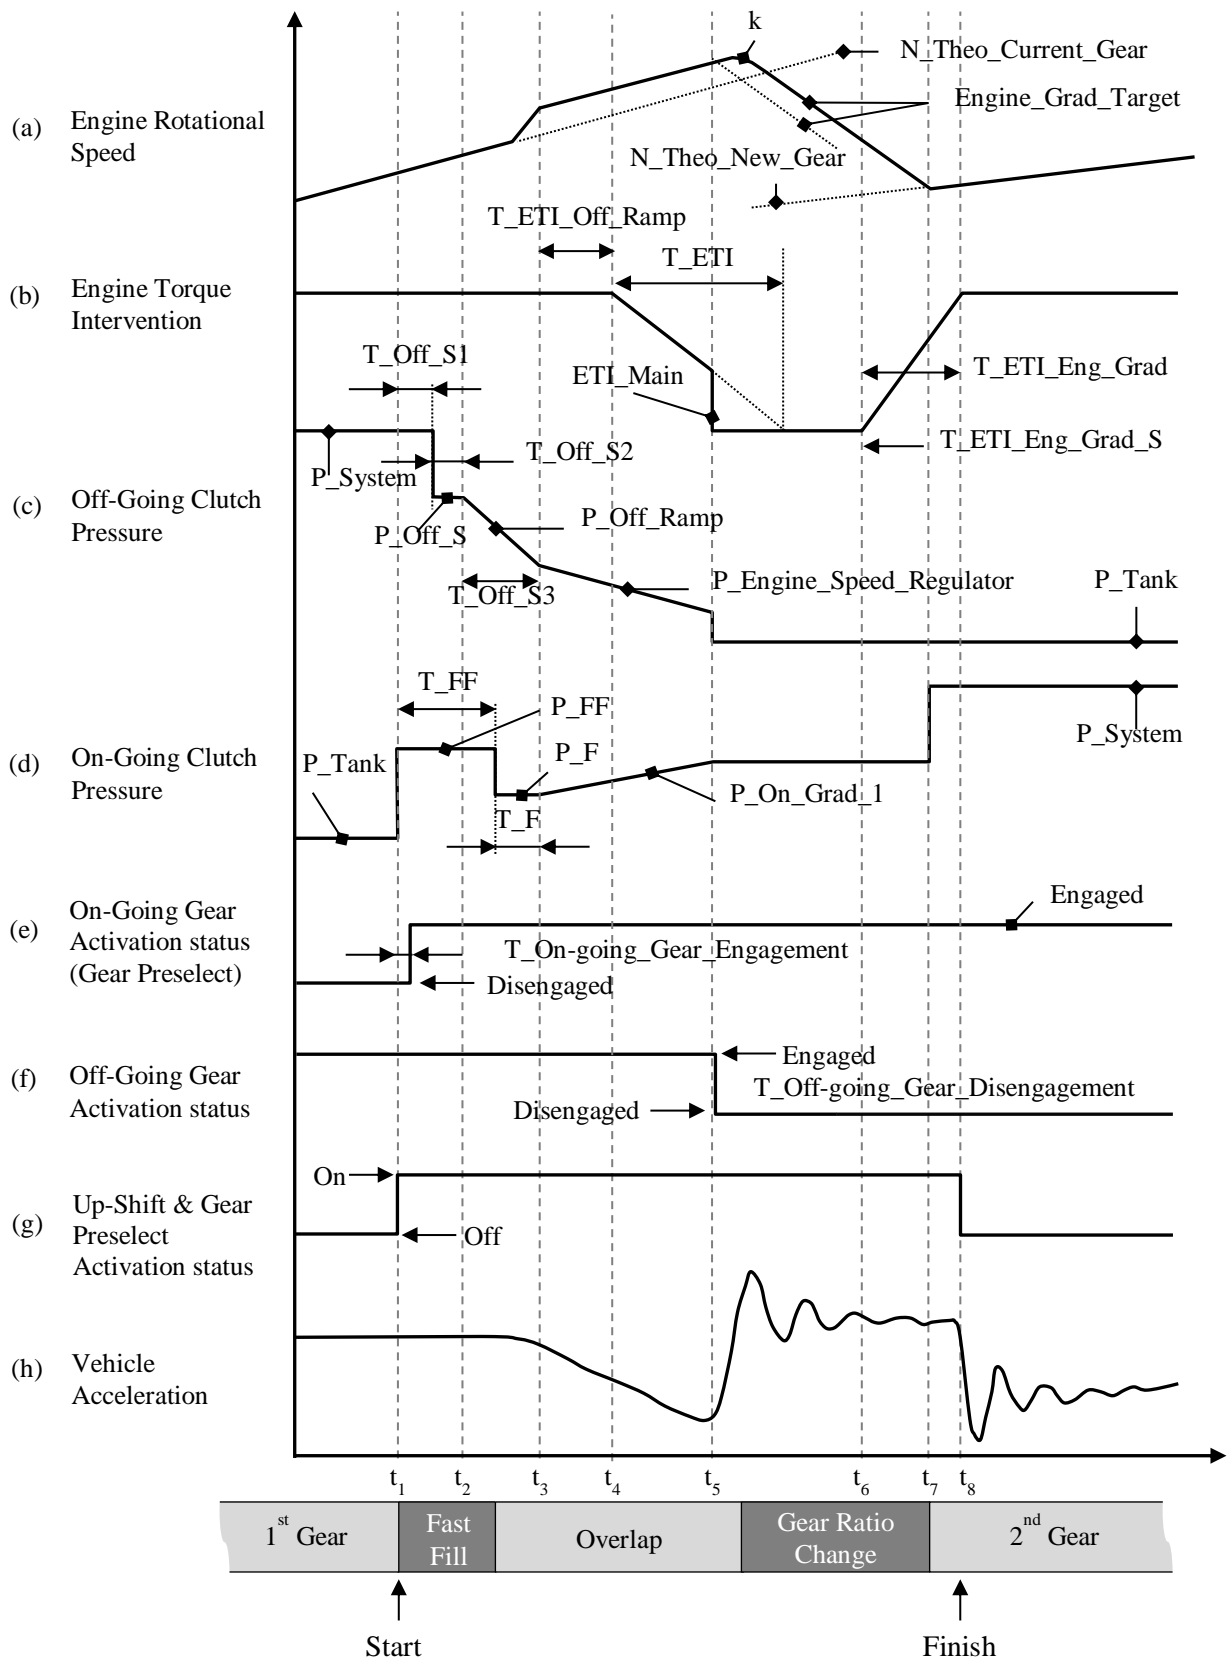 k
N_Theo_Current_Gear
(a) Engine Rotational
Speed
Engine_Grad_Target
N_Theo_New_Gear
T_ETI_Off_Ramp
T_ETI
(b) Engine Torque
Intervention
T_Off_S1
ETI_Main
T_ETI_Eng_Grad
T_ETI_Eng_Grad_S
T_Off_S2
P_System
(c) Off-Going Clutch
Pressure
P_Off_S
P_Off_Ramp
T_Off_S3
P_Engine_Speed_Regulator
P_Tank
T_FF
P_FF
P_System
(d) On-Going Clutch
Pressure
P_Tank
P_F
P_On_Grad_1
T_F
(e) On-Going Gear
Activation status
(Gear Preselect)
Engaged
T_On-going_Gear_Engagement
Disengaged
(f) Off-Going Gear
Activation status
Engaged
T_Off-going_Gear_Disengagement
Disengaged
On
(g) Up-Shift & Gear
Preselect
Activation status
Off
(h) Vehicle
Acceleration
t1 t2 t3 t4 t5 t6 t7 t8
1st Gear
Fast
Fill
Overlap
Gear Ratio
Change
2nd Gear
Start
Finish